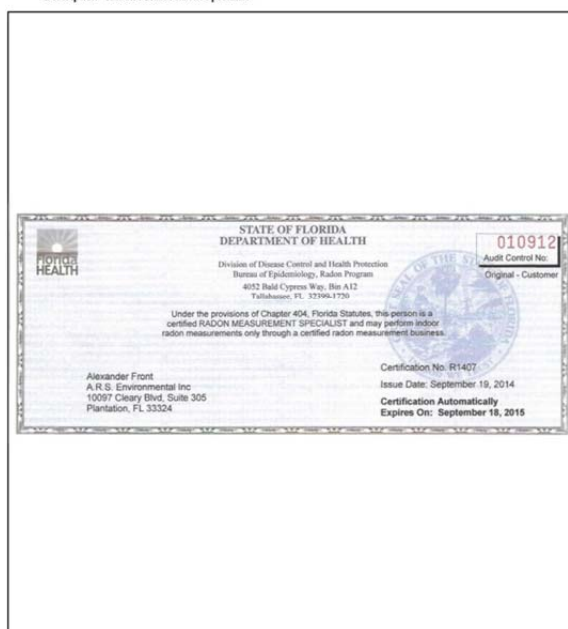 Florida
HEALTH
STATE OF FLORIDA
DEPARTMENT OF HEALTH
Division of Disease Control and Health Protection
Bureau of Epidemiology, Radon Program
4052 Bald Cypress Way, Bin A12
Tallahassee, FL 32399-1720
010912
Audit Control No:
Original - Customer
Under the provisions of Chapter 404, Florida Statutes, this person is a
certified RADON MEASUREMENT SPECIALIST and may perform indoor
radon measurements only through a certified radon measurement business.
Alexander Front
A.R.S. Environmental Inc
10097 Cleary Blvd, Suite 305
Plantation, FL 33324
Certification No. R1407
Issue Date: September 19, 2014
Certification Automatically
Expires On: September 18, 2015